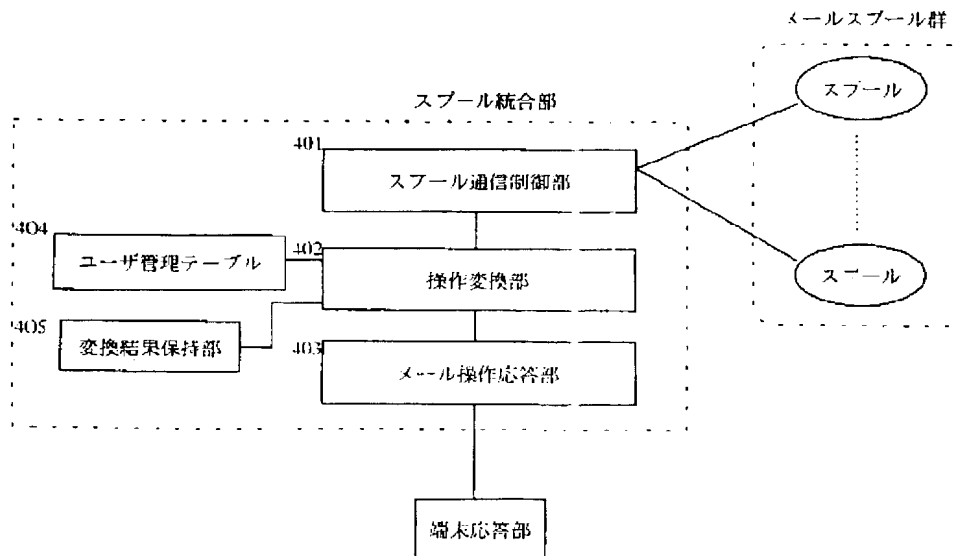 メールスプール群
スプール
スプール
スプール統合部
401
スプール通信制御部
404
ユーザ管理テーブル
402
操作変換部
405
変換結果保持部
403
メール操作応答部
端末応答部